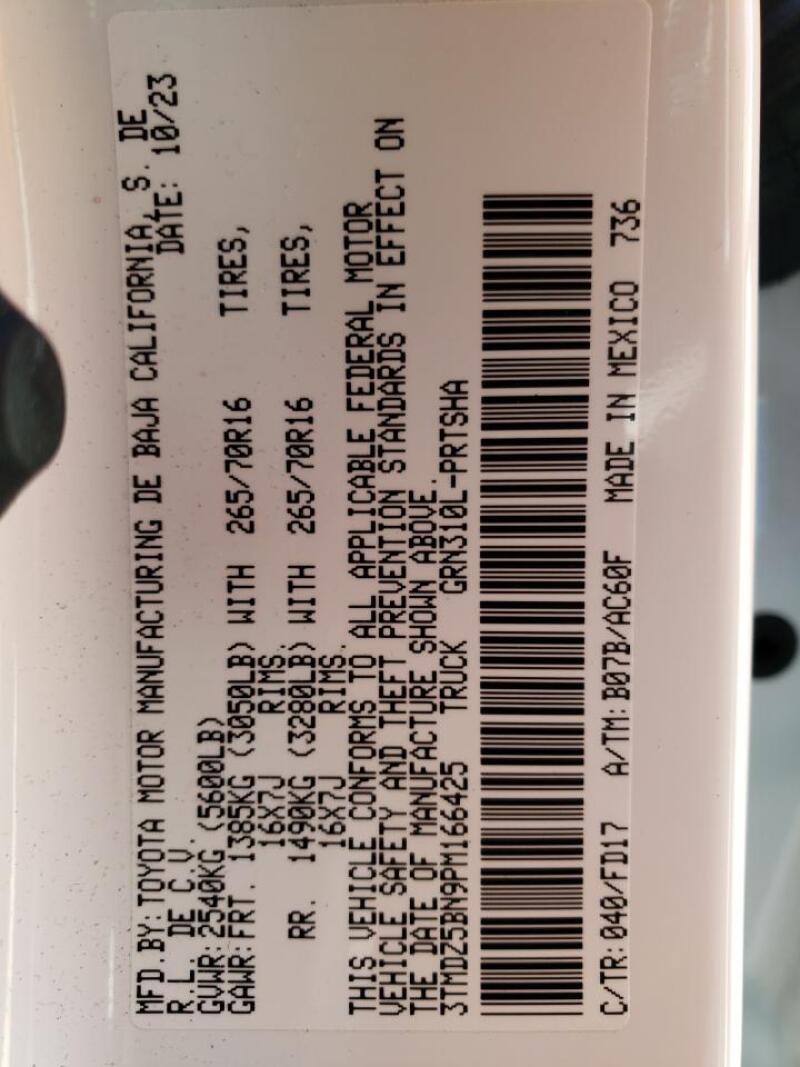 MFD.BY:TOYOTA MOTOR MANUFACTURING DE BAJA CALIFORNIA, S. DE
R.L. DE C.V. DATE: 10/23
GVWR:2540KG (5600LB)
GAWR:FRT. 1385KG (3050LB) WITH 265/70R16 TIRES,
16X7J RIMS.
RR. 1490KG (3280LB) WITH 265/70R16 TIRES,
16X7J RIMS.
THIS VEHICLE CONFORMS TO ALL APPLICABLE FEDERAL MOTOR
VEHICLE SAFETY AND THEFT PREVENTION STANDARDS IN EFFECT ON
THE DATE OF MANUFACTURE SHOWN ABOVE.
3TMDZ5BN9PM166425 TRUCK GRN310L-PRTSHA
C/TR:040/FD17 A/TM:B07B/AC60F MADE IN MEXICO 736